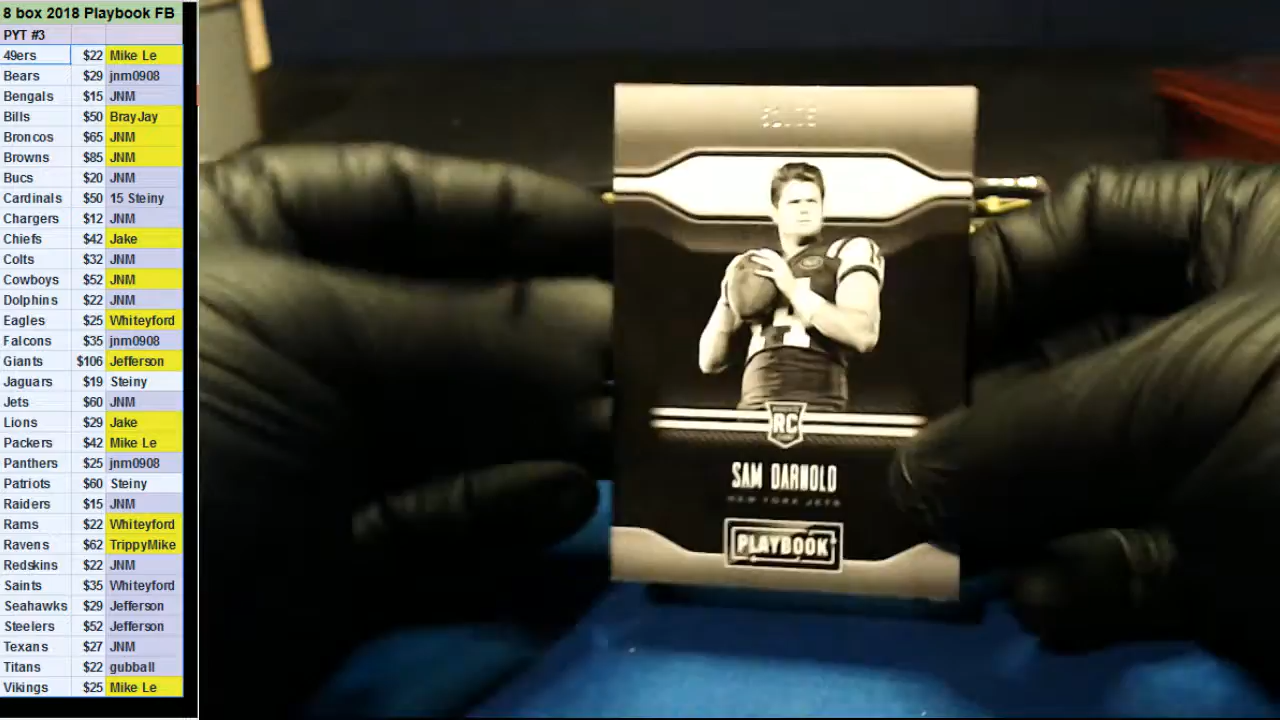 8 box 2018 Playbook FB
PYT #3
49ers $22 Mike Le
Bears $29 jnm0908
Bengals $15 JNM
Bills $50 BrayJay
Broncos $65 JNM
Browns $85 JNM
Bucs $20 JNM
Cardinals $50 15 Steiny
Chargers $12 JNM
Chiefs $42 Jake
Colts $32 JNM
Cowboys $52 JNM
Dolphins $22 JNM
Eagles $25 Whiteyford
Falcons $35 jnm0908
Giants $106 Jefferson
Jaguars $19 Steiny
Jets $60 JNM
Lions $29 Jake
Packers $42 Mike Le
Panthers $25 jnm0908
Patriots $60 Steiny
Raiders $15 JNM
Rams $22 Whiteyford
Ravens $62 TrippyMike
Redskins $22 JNM
Saints $35 Whiteyford
Seahawks $29 Jefferson
Steelers $52 Jefferson
Texans $27 JNM
Titans $22 gubball
Vikings $25 Mike Le
RC
SAM DARNOLD
NEW YORK JETS
PLAYBOOK